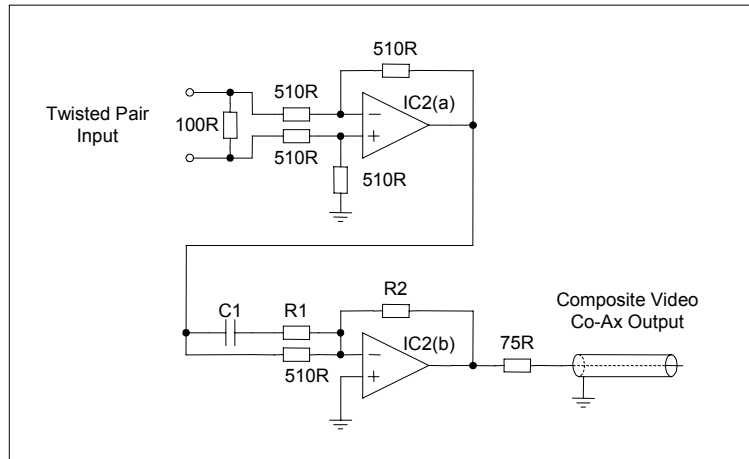 510R
510R
IC2(a)
Twisted Pair
Input
100R
510R
510R
C1
R1
R2
Composite Video
Co-Ax Output
IC2(b)
75R
510R